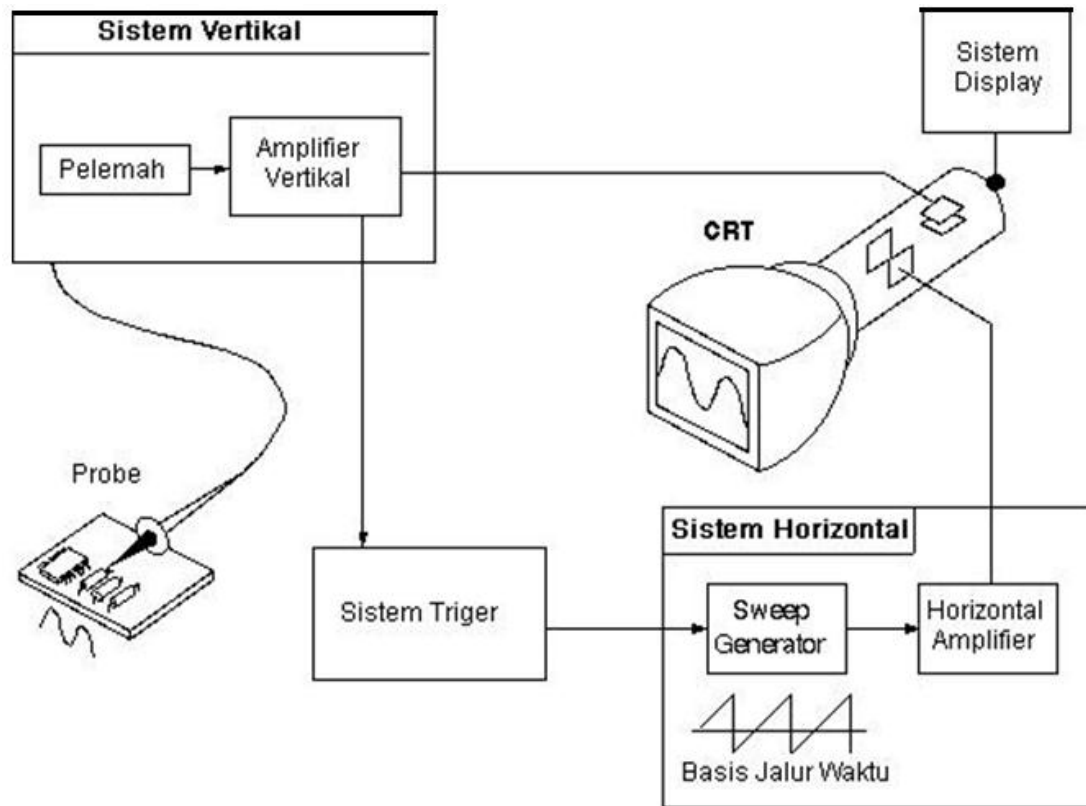 Sistem Vertikal
Sistem
Display
Pelemah
Amplifier
Vertikal
CRT
Probe
Sistem Triger
Sistem Horizontal
Sweep
Generator
Horizontal
Amplifier
Basis Jalur Waktu